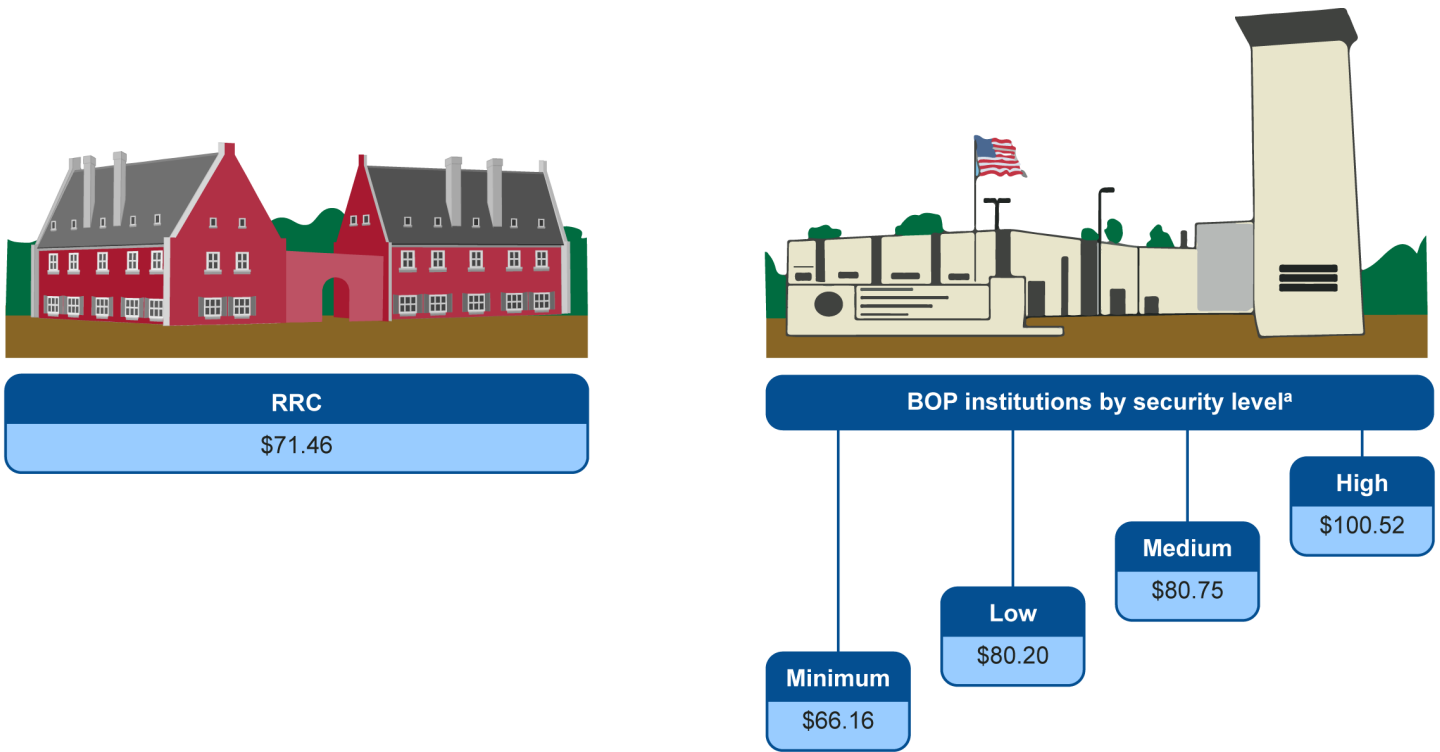 RRC
$71.46
BOP institutions by security levelª
High
$100.52
Medium
$80.75
Low
$80.20
Minimum
$66.16